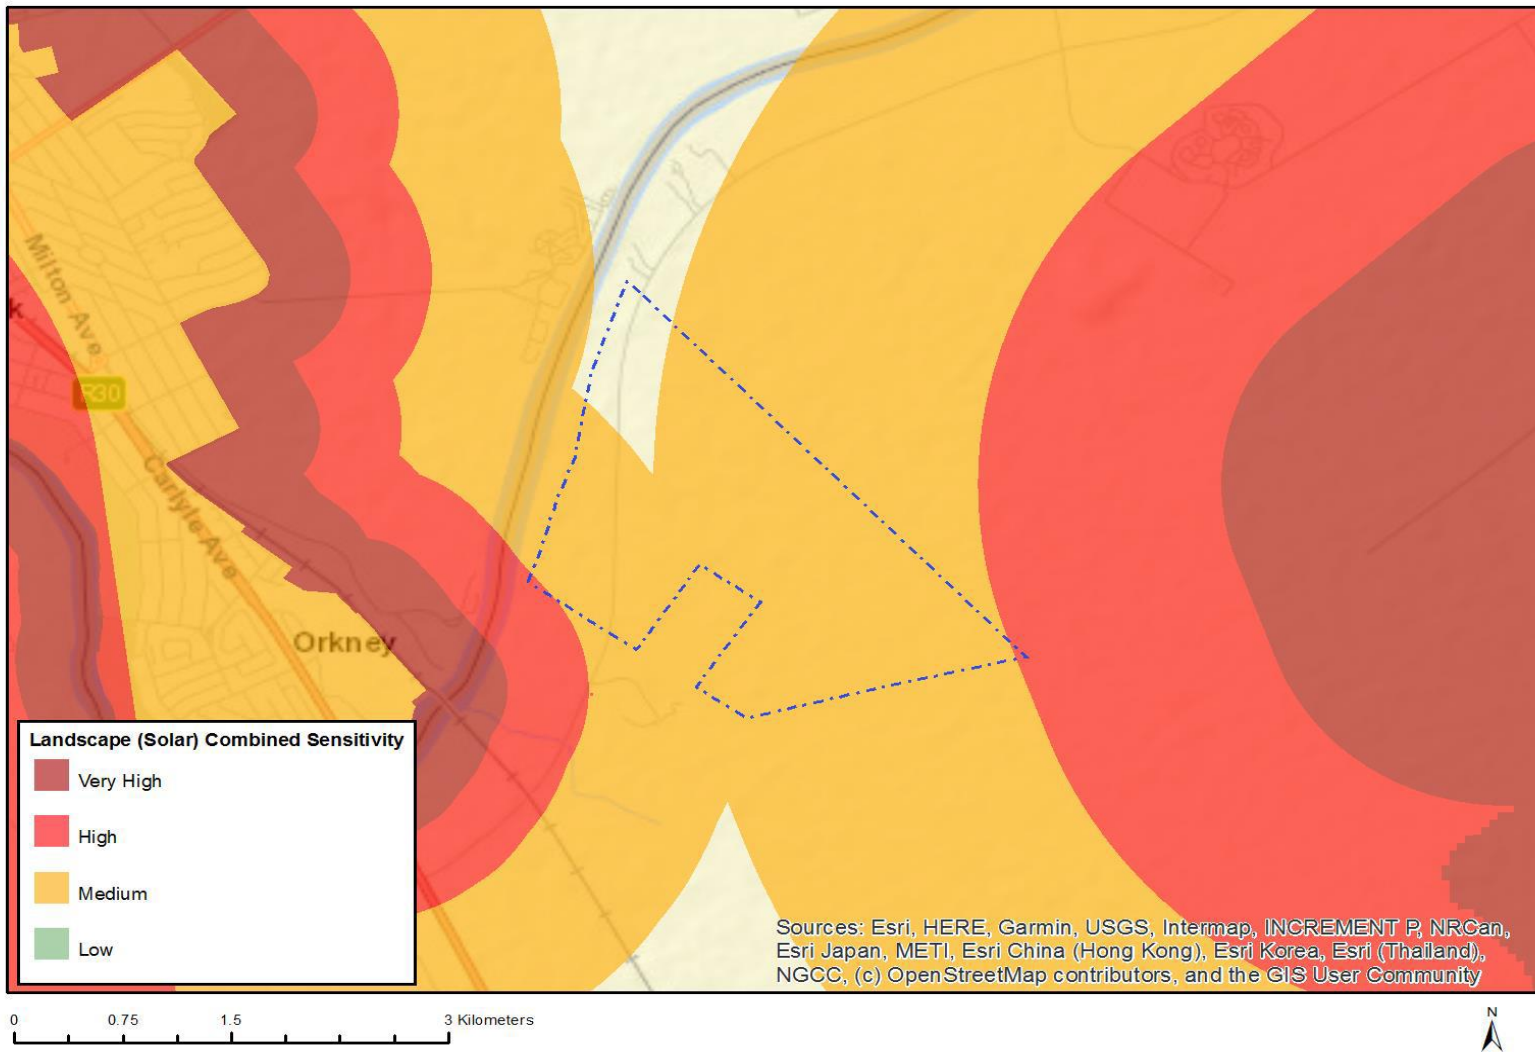 Milton Ave
k
R30
Carlyle Ave
Orkney
Landscape (Solar) Combined Sensitivity
Very High
High
Medium
Low
Sources: Esri, HERE, Garmin, USGS, Intermap, INCREMENT P, NRCan,
Esri Japan, METI, Esri China (Hong Kong), Esri Korea, Esri (Thailand),
NGCC, (c) OpenStreetMap contributors, and the GIS User Community
0 0.75 1.5 3 Kilometers
N